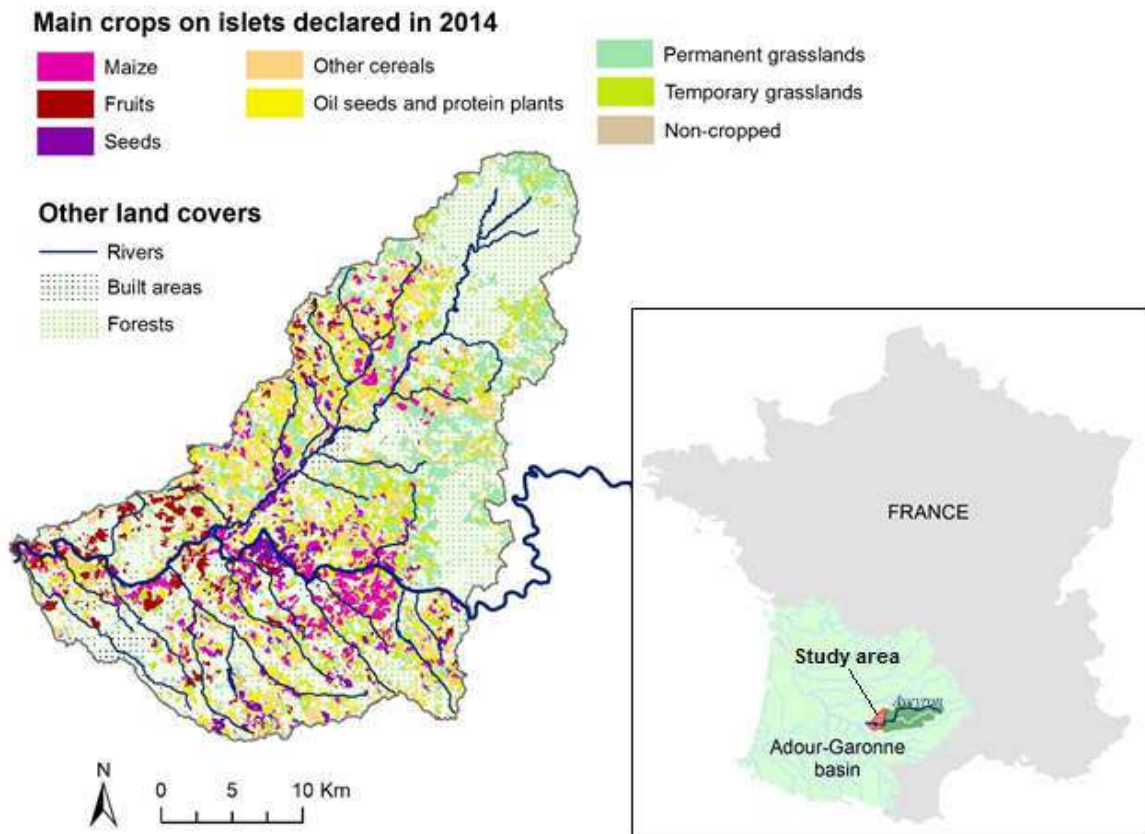 Main crops on islets declared in 2014
Maize
Fruits
Seeds
Other cereals
Oil seeds and protein plants
Permanent grasslands
Temporary grasslands
Non-cropped
Other land covers
Rivers
Built areas
Forests
N
0 5 10 Km
FRANCE
Study area
Adour-Garonne
basin